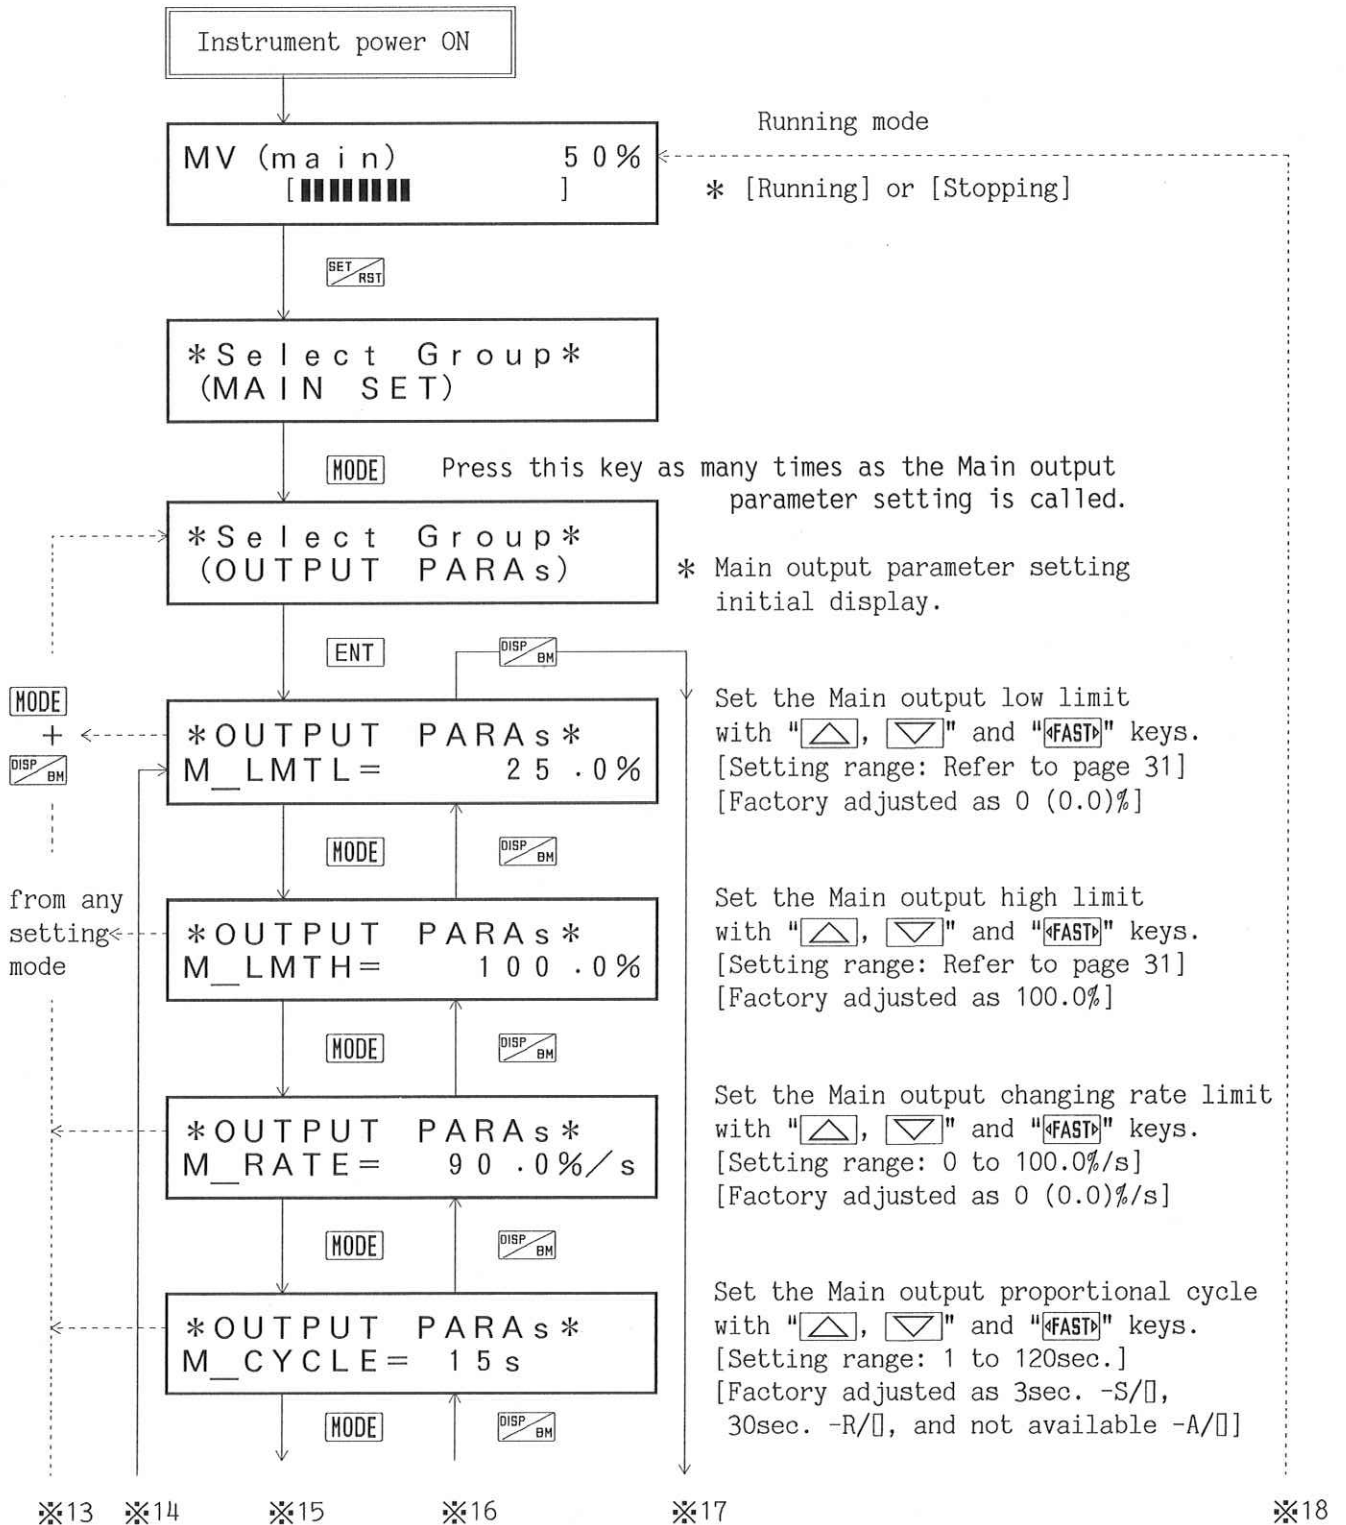 Instrument power ON
Running mode
MV (main) 50%
[▮▮▮▮▮▮▮▮ ]
* [Running] or [Stopping]
SET/RST
*Select Group*
(MAIN SET)
MODE Press this key as many times as the Main output
parameter setting is called.
*Select Group*
(OUTPUT PARAs)
* Main output parameter setting
initial display.
ENT DISP/BM
MODE
+
DISP/BM
*OUTPUT PARAs*
M_LMTL= 25.0%
Set the Main output low limit
with "△, ▽" and "◁FAST▷" keys.
[Setting range: Refer to page 31]
[Factory adjusted as 0 (0.0)%]
MODE DISP/BM
from any
setting
mode
*OUTPUT PARAs*
M_LMTH= 100.0%
Set the Main output high limit
with "△, ▽" and "◁FAST▷" keys.
[Setting range: Refer to page 31]
[Factory adjusted as 100.0%]
MODE DISP/BM
*OUTPUT PARAs*
M_RATE= 90.0%/s
Set the Main output changing rate limit
with "△, ▽" and "◁FAST▷" keys.
[Setting range: 0 to 100.0%/s]
[Factory adjusted as 0 (0.0)%/s]
MODE DISP/BM
*OUTPUT PARAs*
M_CYCLE= 15s
Set the Main output proportional cycle
with "△, ▽" and "◁FAST▷" keys.
[Setting range: 1 to 120sec.]
[Factory adjusted as 3sec. -S/▯,
30sec. -R/▯, and not available -A/▯]
MODE DISP/BM
※13 ※14 ※15 ※16 ※17 ※18